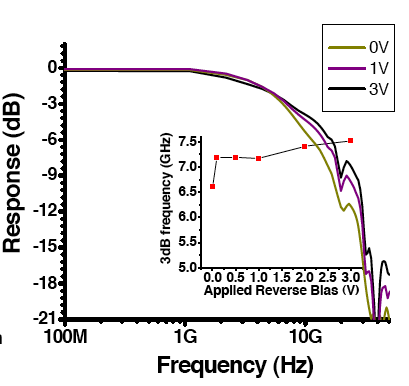 0V
1V
3V
Response (dB)
0
-3
-6
-9
-12
-15
-18
-21
100M 1G 10G
Frequency (Hz)
3dB frequency (GHz)
7.5
7.0
6.5
6.0
5.5
5.0
0.0 0.5 1.0 1.5 2.0 2.5 3.0
Applied Reverse Bias (V)